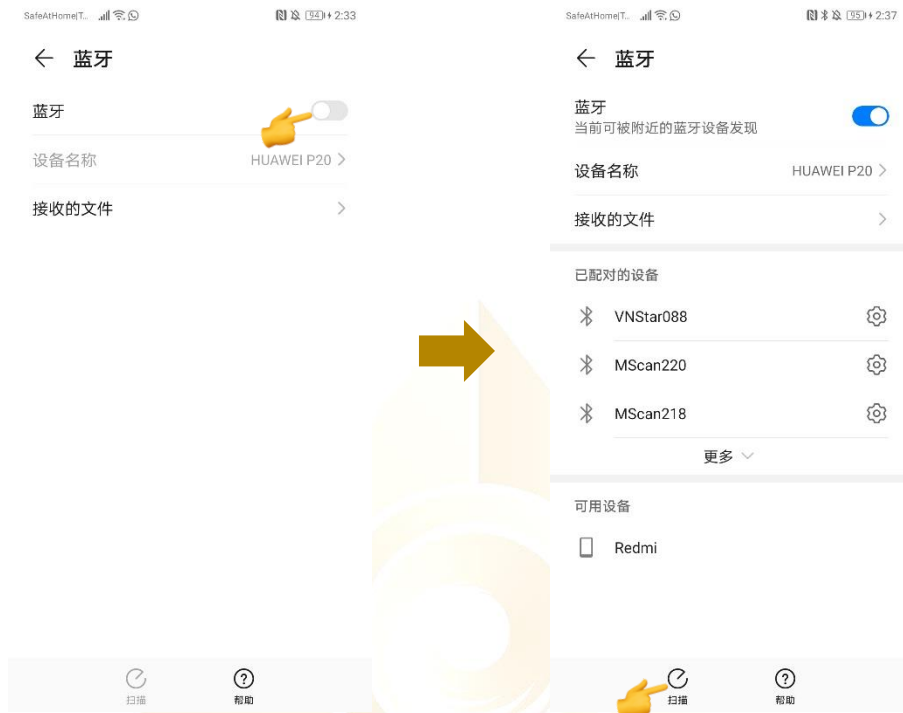 SafeAtHome|T... 94 2:33
蓝牙
蓝牙
设备名称 HUAWEI P20
接收的文件
扫描 帮助
SafeAtHome|T... 95 2:37
蓝牙
蓝牙
当前可被附近的蓝牙设备发现
设备名称 HUAWEI P20
接收的文件
已配对的设备
VNStar088
MScan220
MScan218
更多
可用设备
Redmi
扫描 帮助